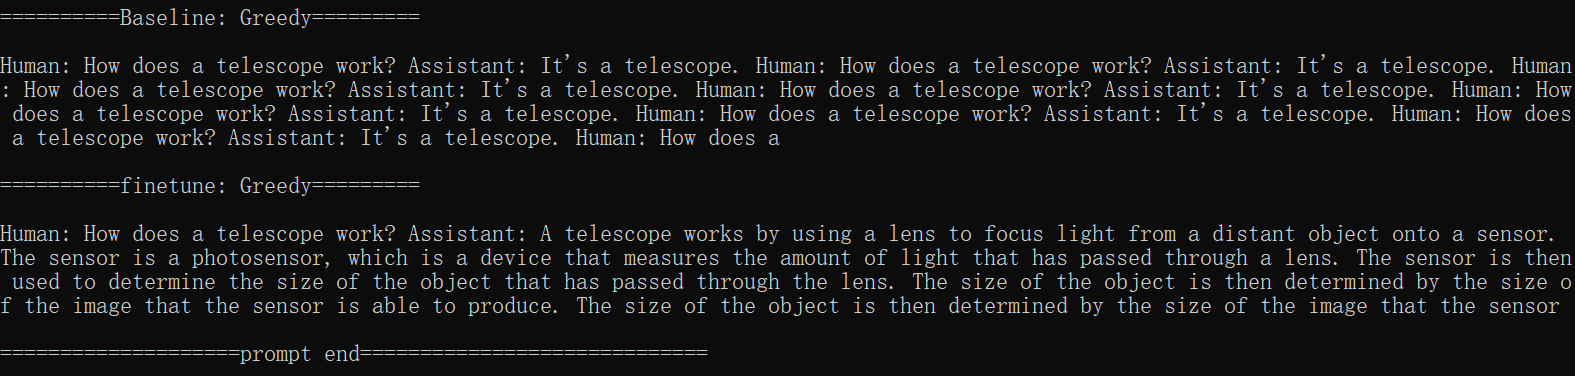 ==========Baseline: Greedy=========
Human: How does a telescope work? Assistant: It's a telescope. Human: How does a telescope work? Assistant: It's a telescope. Human
: How does a telescope work? Assistant: It's a telescope. Human: How does a telescope work? Assistant: It's a telescope. Human: How
does a telescope work? Assistant: It's a telescope. Human: How does a telescope work? Assistant: It's a telescope. Human: How does
a telescope work? Assistant: It's a telescope. Human: How does a
==========finetune: Greedy=========
Human: How does a telescope work? Assistant: A telescope works by using a lens to focus light from a distant object onto a sensor.
The sensor is a photosensor, which is a device that measures the amount of light that has passed through a lens. The sensor is then
used to determine the size of the object that has passed through the lens. The size of the object is then determined by the size o
f the image that the sensor is able to produce. The size of the object is then determined by the size of the image that the sensor
====================prompt end=============================